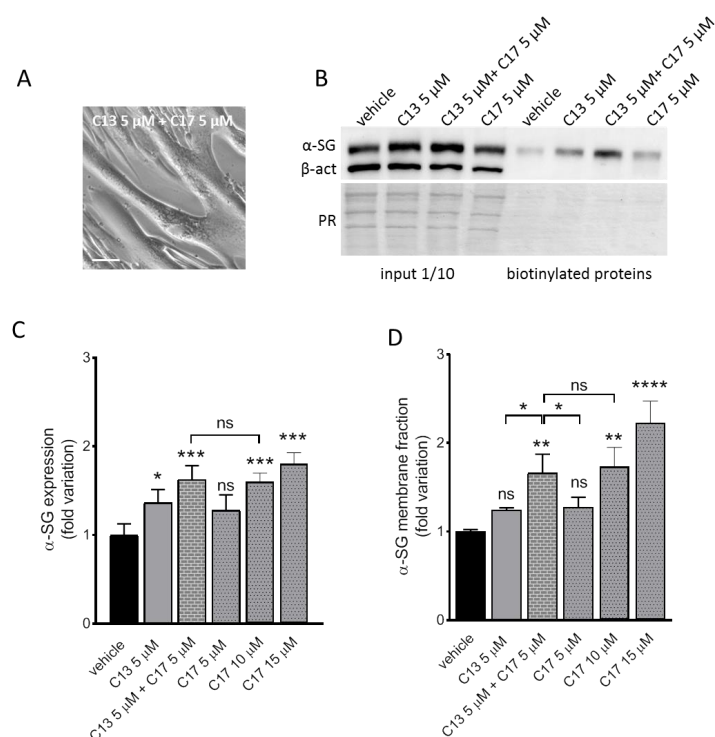 A
C13 5 µM + C17 5 µM
B
vehicle
C13 5 µM
C13 5 µM+ C17 5 µM
C17 5 µM
vehicle
C13 5 µM
C13 5 µM+ C17 5 µM
C17 5 µM
α-SG
β-act
PR
input 1/10
biotinylated proteins
C
α-SG expression
(fold variation)
3
2
1
0
*
***
ns
ns
***
***
vehicle
C13 5 µM
C13 5 µM + C17 5 µM
C17 5 µM
C17 10 µM
C17 15 µM
D
α-SG membrane fraction
(fold variation)
3
2
1
0
ns
*
*
ns
**
ns
**
****
vehicle
C13 5 µM
C13 5 µM + C17 5 µM
C17 5 µM
C17 10 µM
C17 15 µM